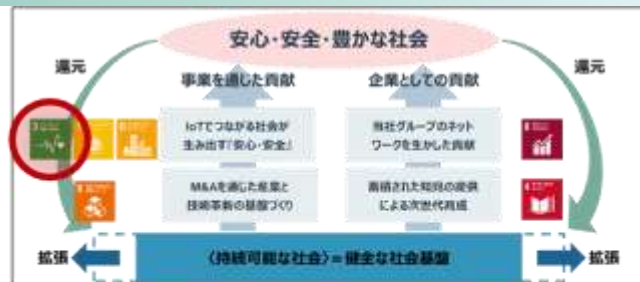 安心・安全・豊かな社会
還元
還元
事業を通じた貢献
企業としての貢献
IoTでつながる社会が
生み出す「安心・安全」
当社グループのネット
ワークを生かした貢献
M&Aを通じた産業と
技術革新の基盤づくり
蓄積された知見の提供
による次世代育成
拡張
〈持続可能な社会〉=健全な社会基盤
拡張